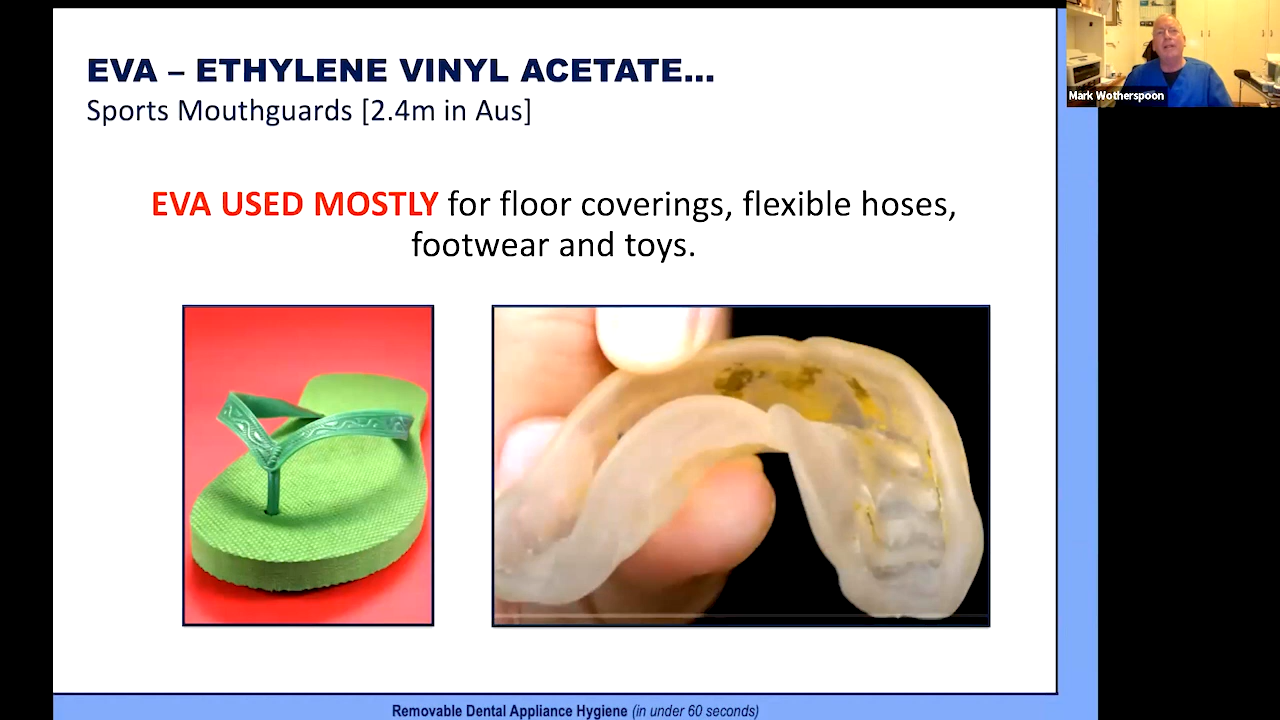 EVA – ETHYLENE VINYL ACETATE...
Sports Mouthguards [2.4m in Aus]
EVA USED MOSTLY for floor coverings, flexible hoses,
footwear and toys.
Mark Wotherspoon
Removable Dental Appliance Hygiene (in under 60 seconds)